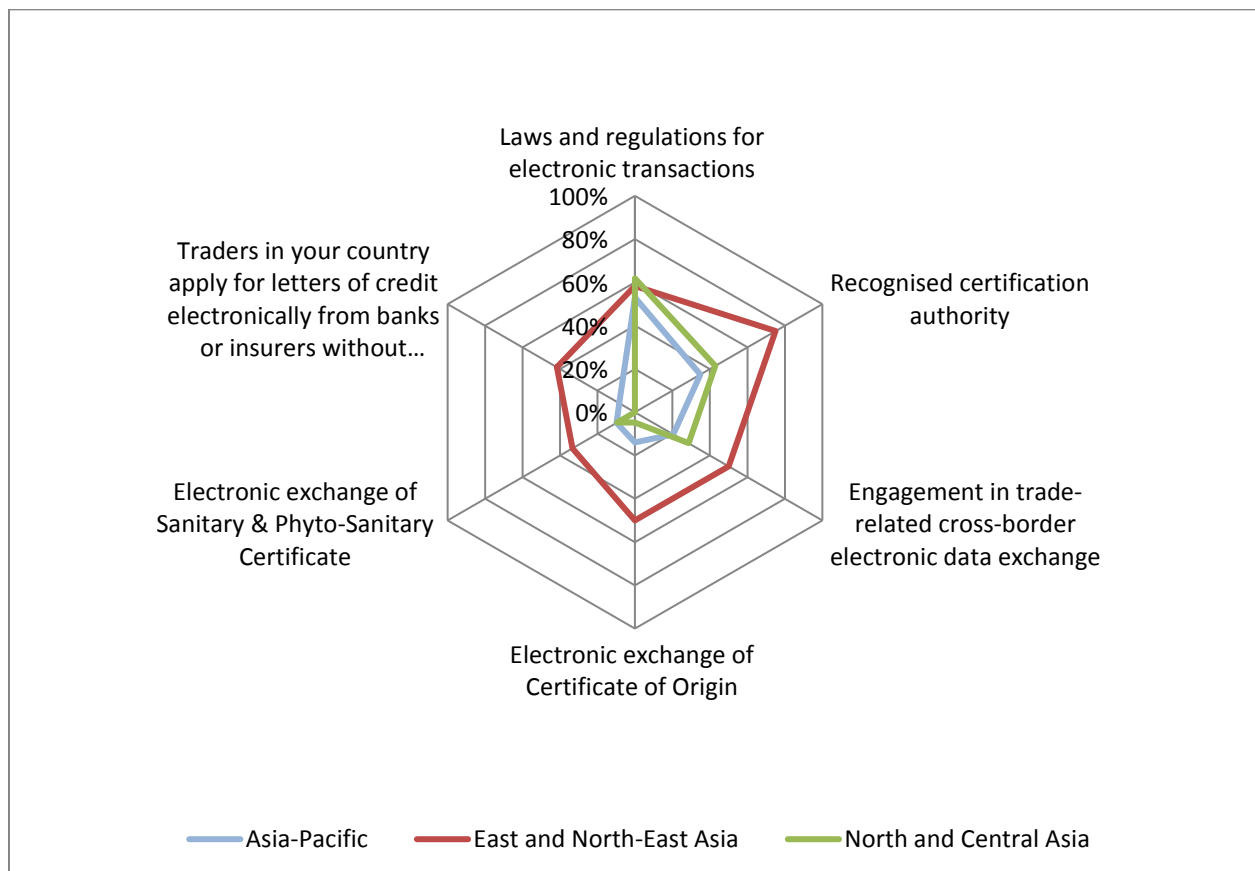 Laws and regulations for
electronic transactions
100%
80%
60%
40%
20%
0%
Recognised certification
authority
Engagement in trade-
related cross-border
electronic data exchange
Electronic exchange of
Certificate of Origin
Electronic exchange of
Sanitary & Phyto-Sanitary
Certificate
Traders in your country
apply for letters of credit
electronically from banks
or insurers without…
Asia-Pacific
East and North-East Asia
North and Central Asia